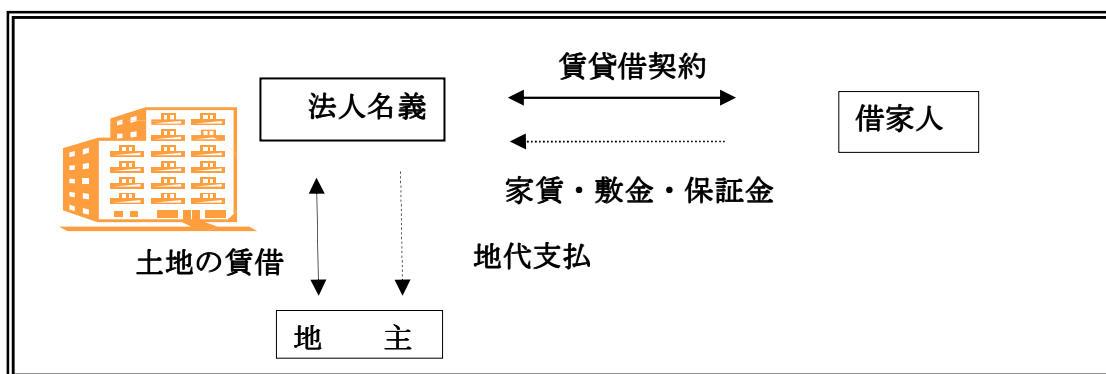 賃貸借契約
法人名義
借家人
家賃・敷金・保証金
土地の賃借
地代支払
地　　主